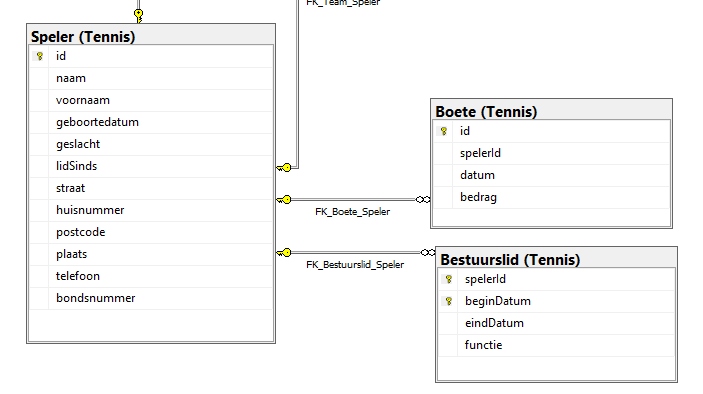 FK_Team_Speler
Speler (Tennis)
id
naam
voornaam
geboortedatum
geslacht
lidSinds
straat
huisnummer
postcode
plaats
telefoon
bondsnummer
Boete (Tennis)
id
spelerId
datum
bedrag
FK_Boete_Speler
FK_Bestuurslid_Speler
Bestuurslid (Tennis)
spelerId
beginDatum
eindDatum
functie